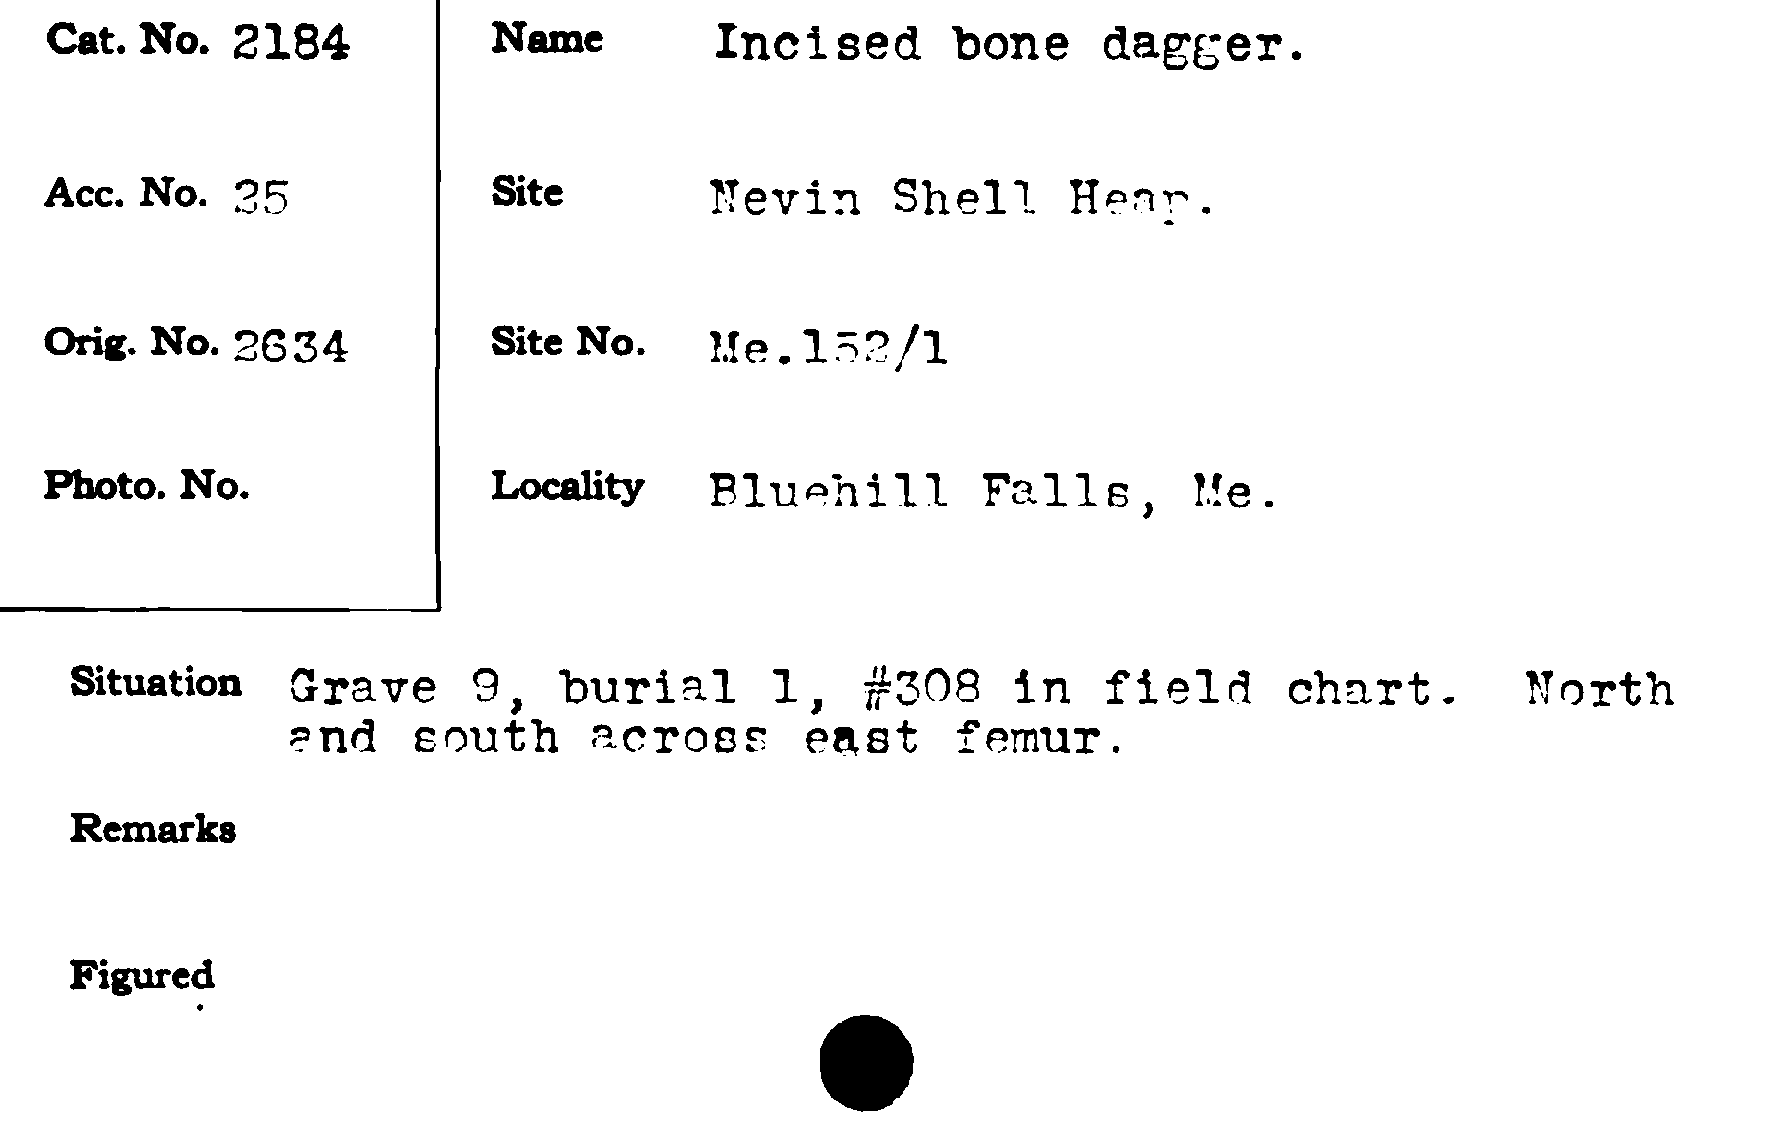 Cat. No. 2184
Name Incised bone dagger.
Acc. No. 25
Site Nevin Shell Heap.
Orig. No. 2634
Site No. Me.152/1
Photo. No.
Locality Bluehill Falls, Me.
Situation Grave 9, burial 1, #308 in field chart. North
and south across east femur.
Remarks
Figured